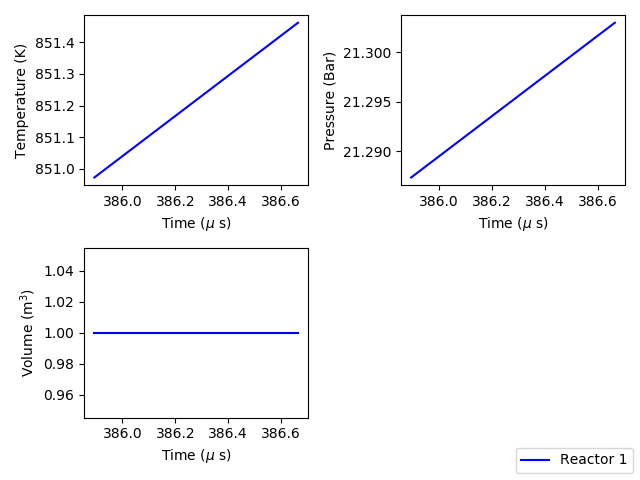 Temperature (K)
851.4
851.3
851.2
851.1
851.0
386.0 386.2 386.4 386.6
Time (μ s)
Pressure (Bar)
21.300
21.295
21.290
386.0 386.2 386.4 386.6
Time (μ s)
Volume (m³)
1.04
1.02
1.00
0.98
0.96
386.0 386.2 386.4 386.6
Time (μ s)
Reactor 1